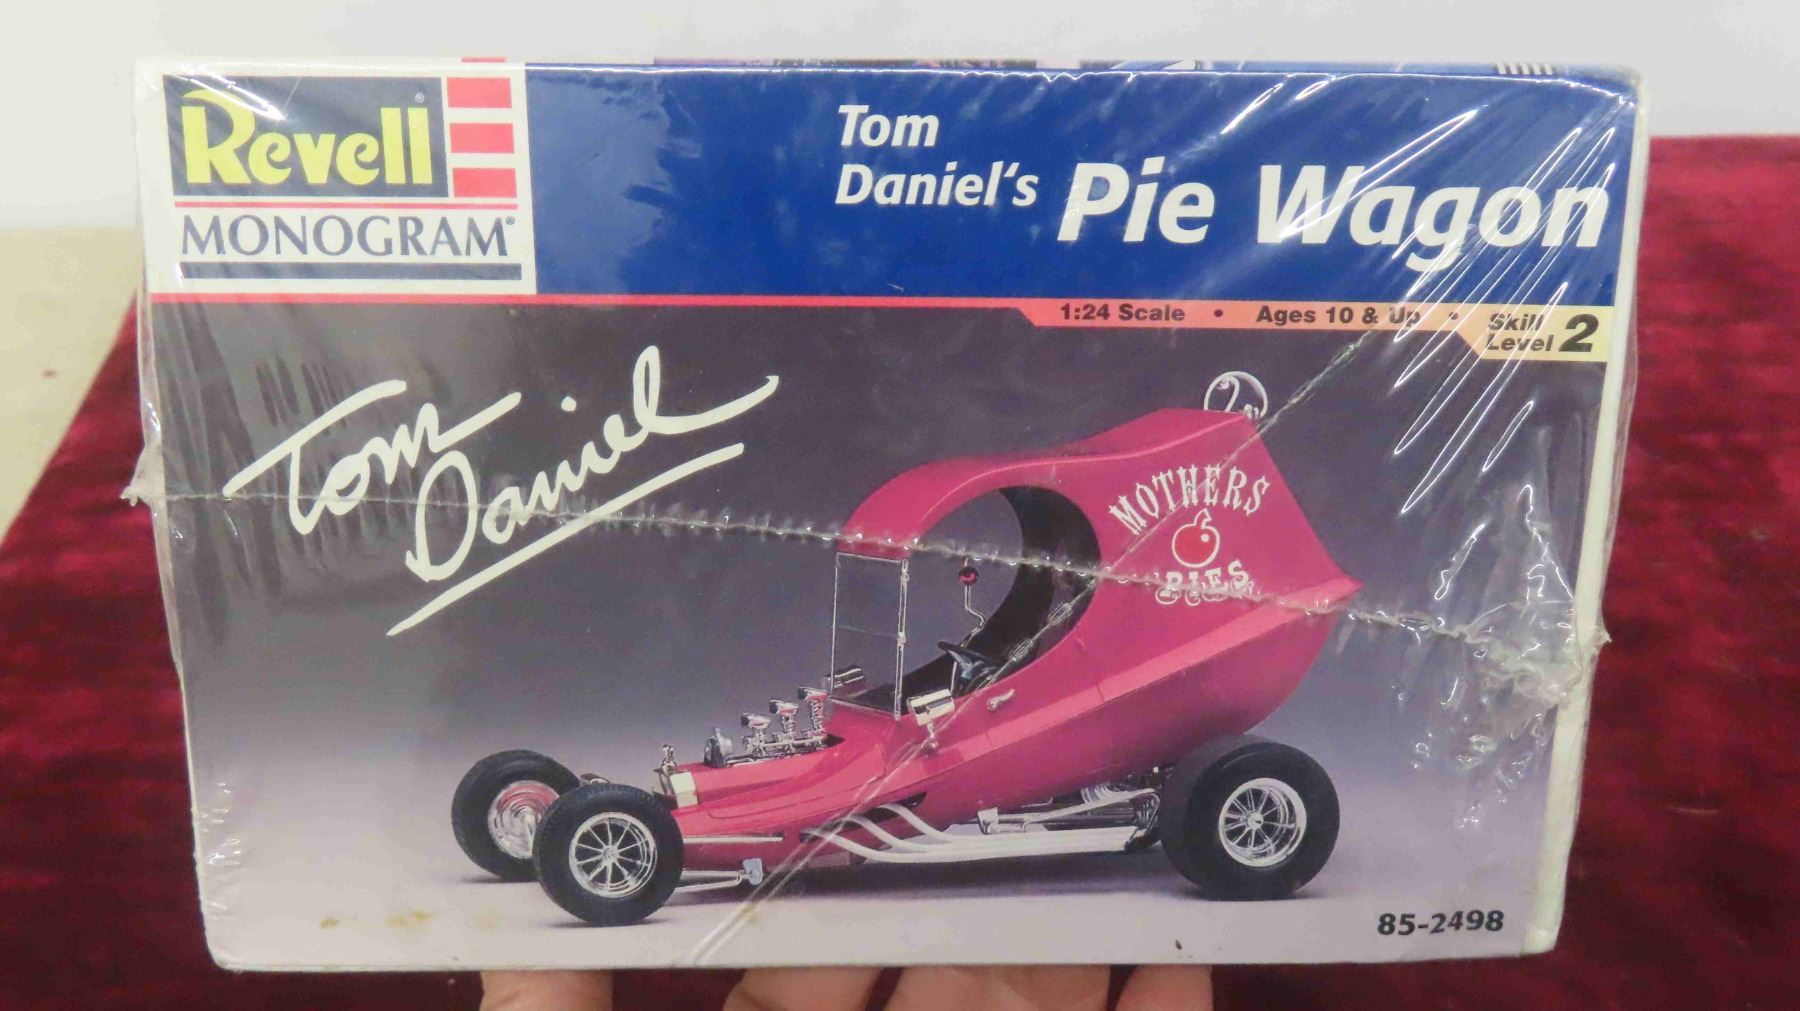 Revell®
MONOGRAM®
Tom
Daniel's Pie Wagon
1:24 Scale • Ages 10 & Up •
Skill
Level 2
Tom
Daniel
MOTHERS
PIES
85-2498